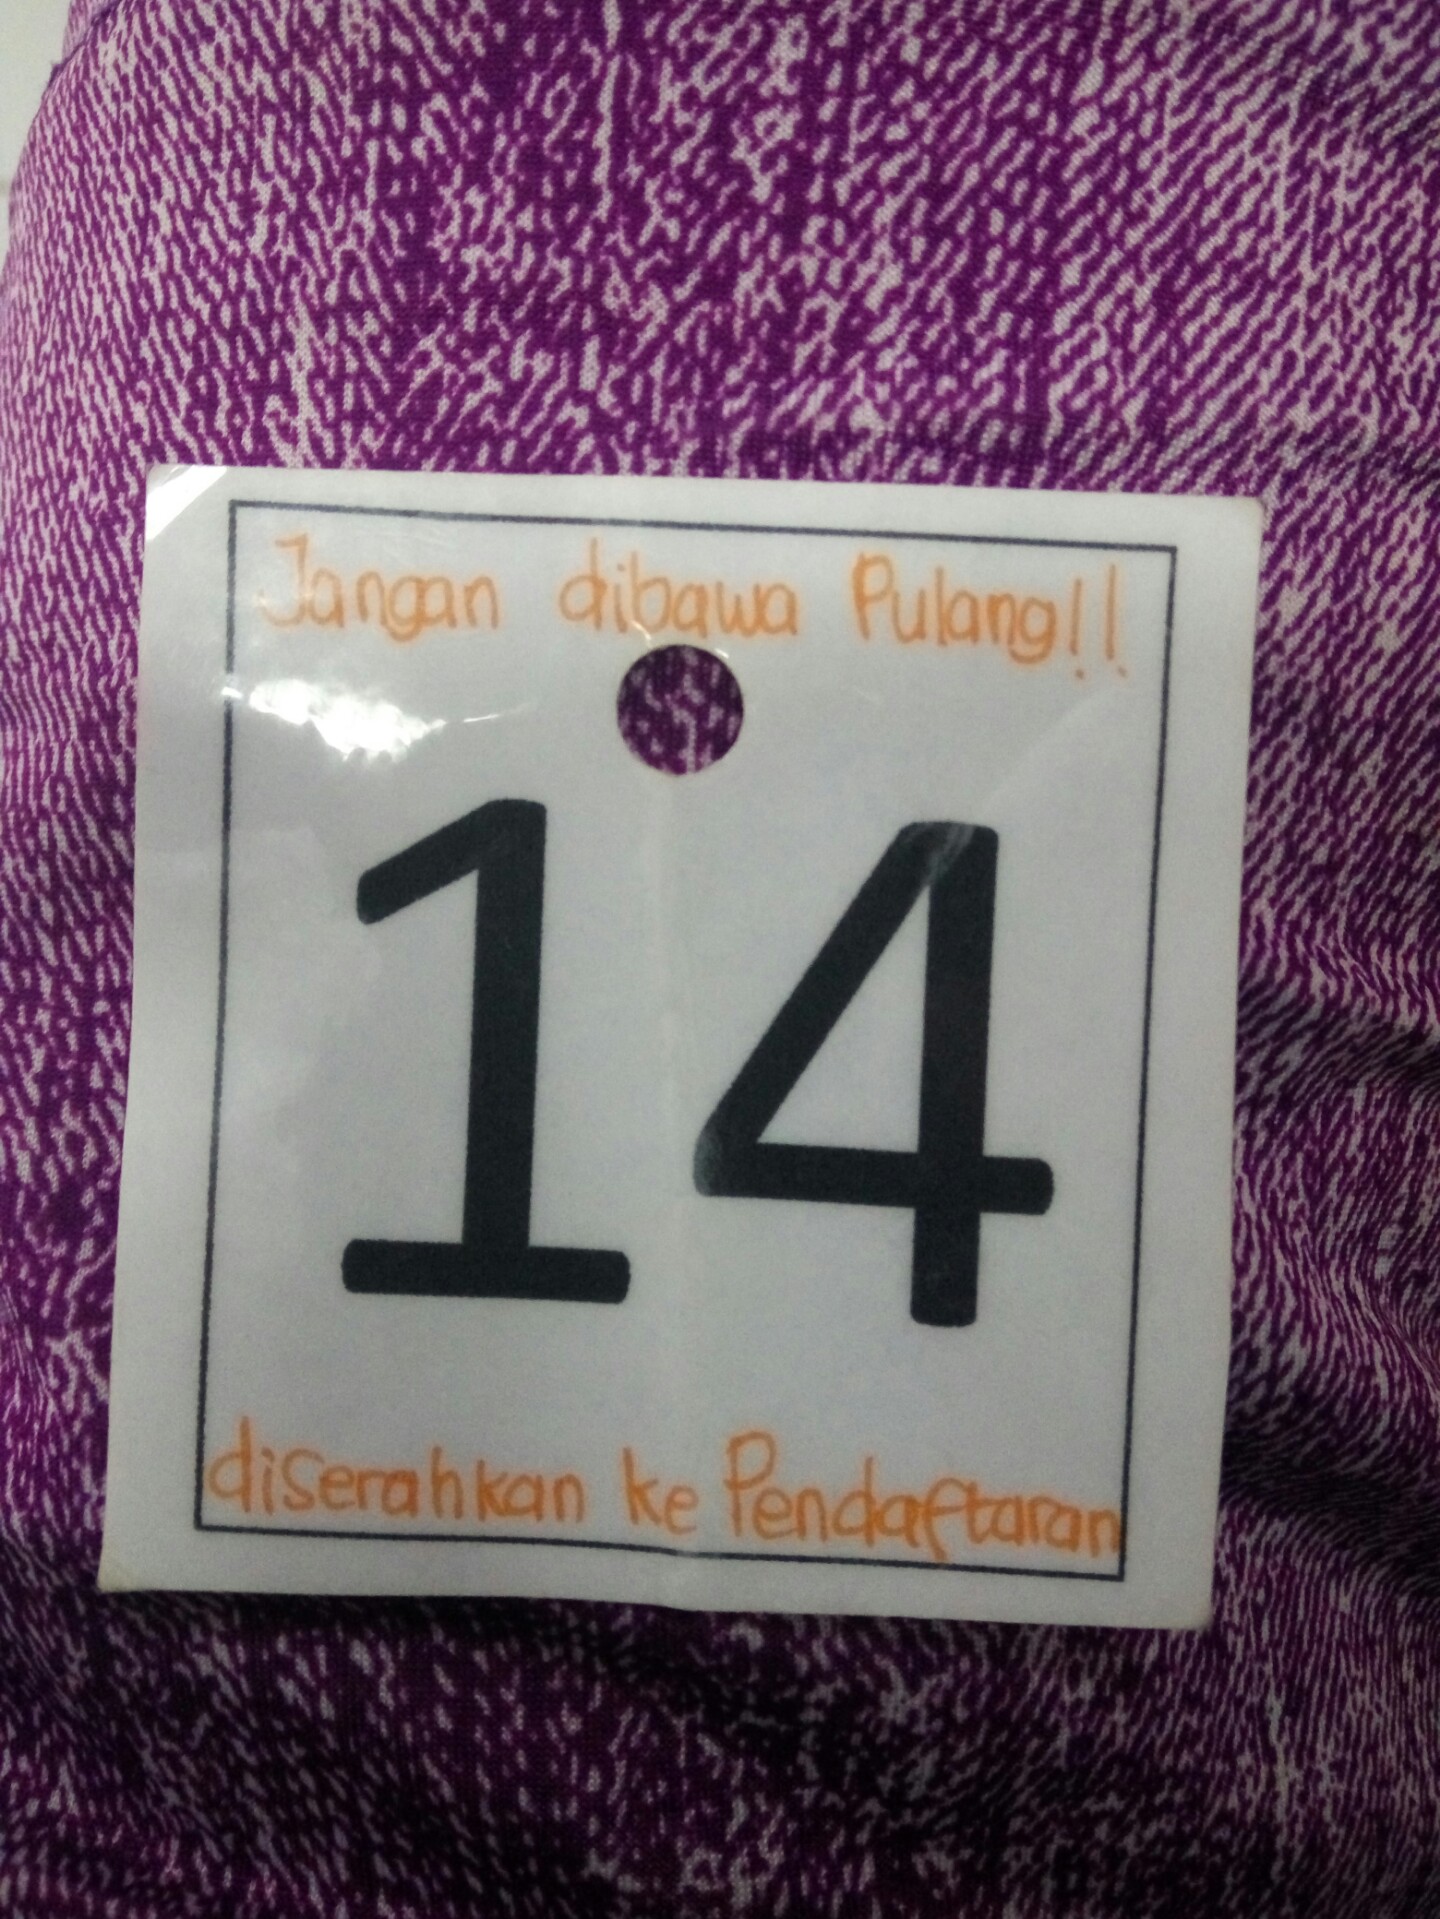 Jangan dibawa Pulang!!
14
diserahkan ke Pendaftaran